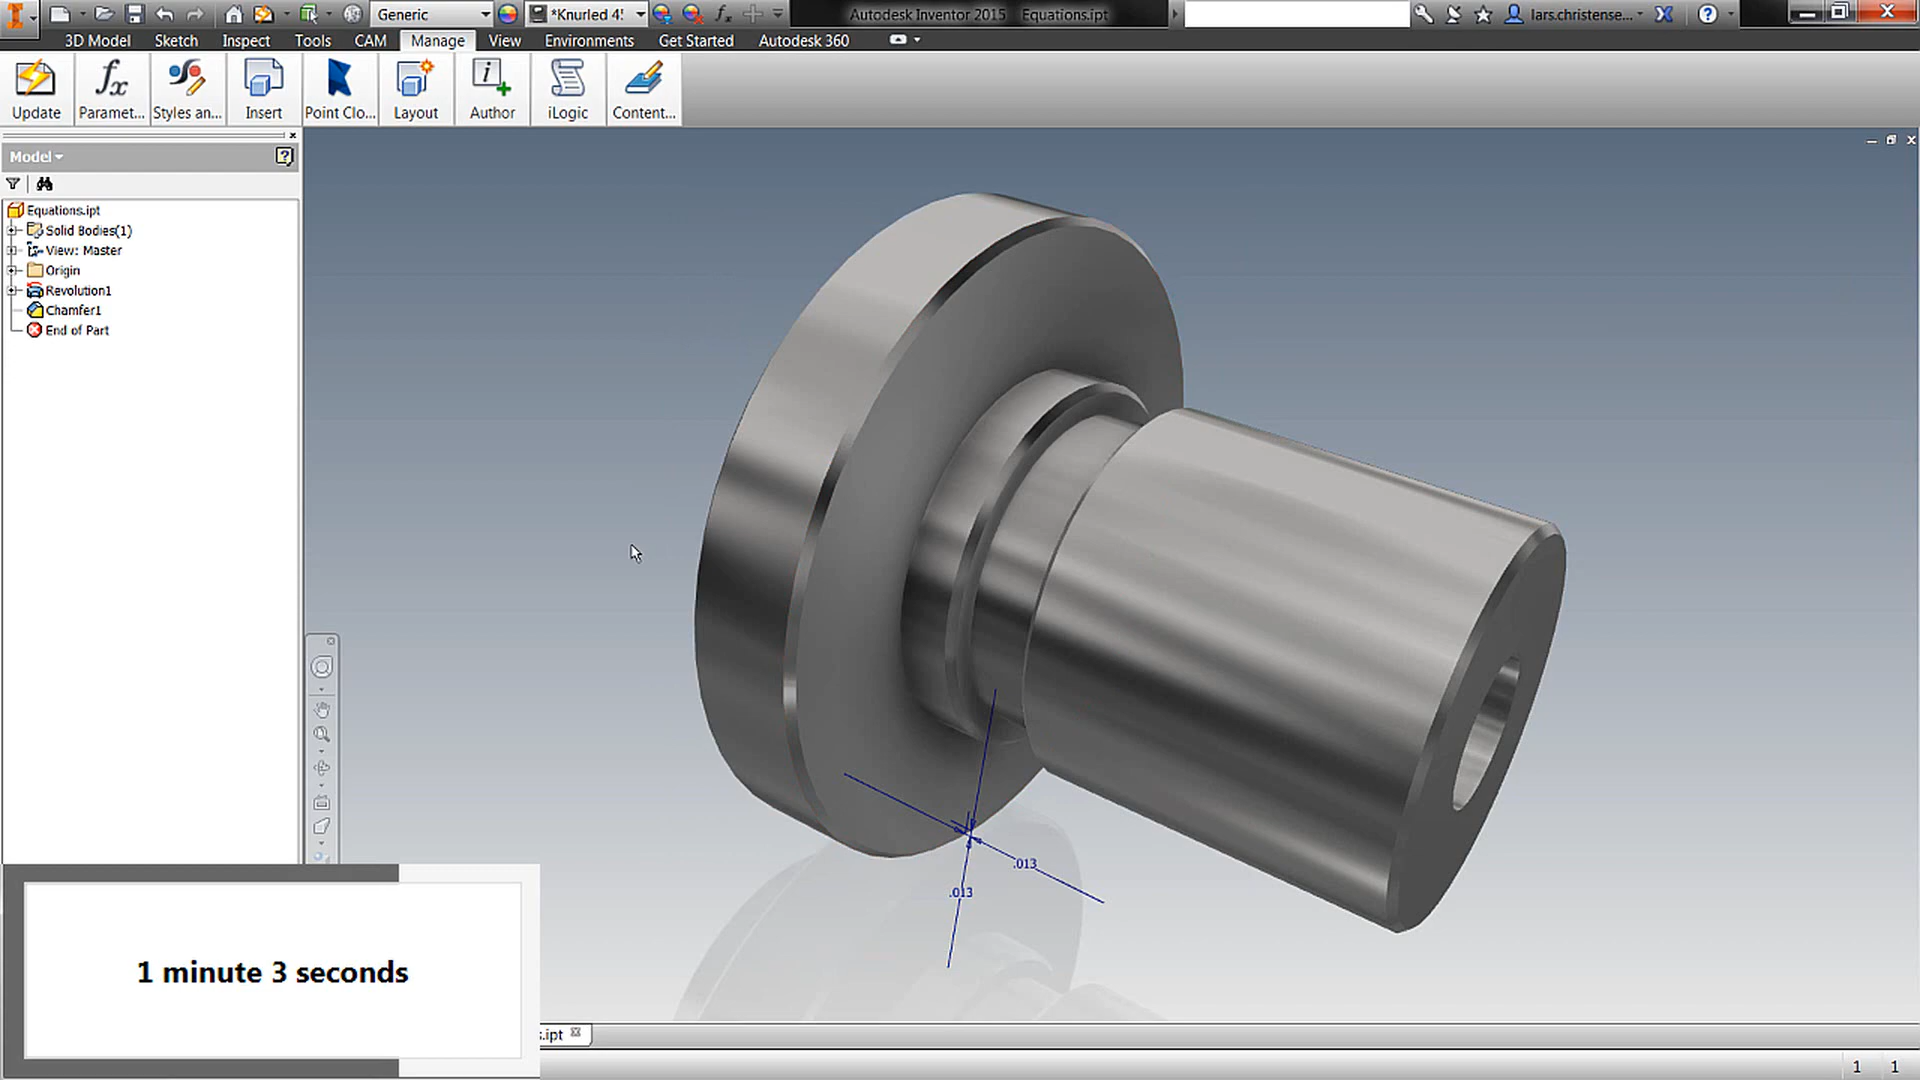 Generic
*Knurled 4!
Autodesk Inventor 2015 Equations.ipt
lars.christense...
3D Model Sketch Inspect Tools CAM Manage View Environments Get Started Autodesk 360
Update Paramet... Styles an... Insert Point Clo... Layout Author iLogic Content...
Model
Equations.ipt
Solid Bodies(1)
View: Master
Origin
Revolution1
Chamfer1
End of Part
.013
.013
1 minute 3 seconds
s.ipt
1 1